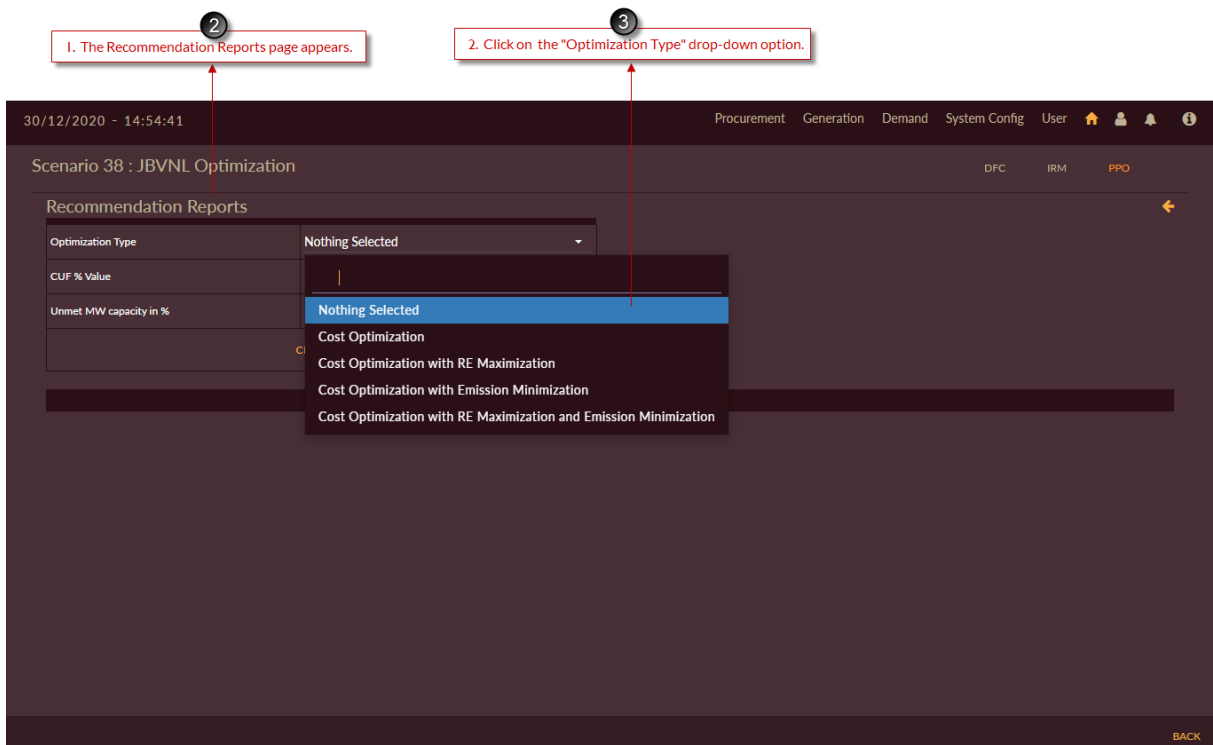 2
3
1. The Recommendation Reports page appears.
2. Click on the "Optimization Type" drop-down option.
30/12/2020 - 14:54:41
Procurement Generation Demand System Config User
Scenario 38 : JBVNL Optimization
DFC IRM PPO
Recommendation Reports
Optimization Type Nothing Selected
CUF % Value
Unmet MW capacity in %
Nothing Selected
Cost Optimization
Cost Optimization with RE Maximization
Cost Optimization with Emission Minimization
Cost Optimization with RE Maximization and Emission Minimization
BACK